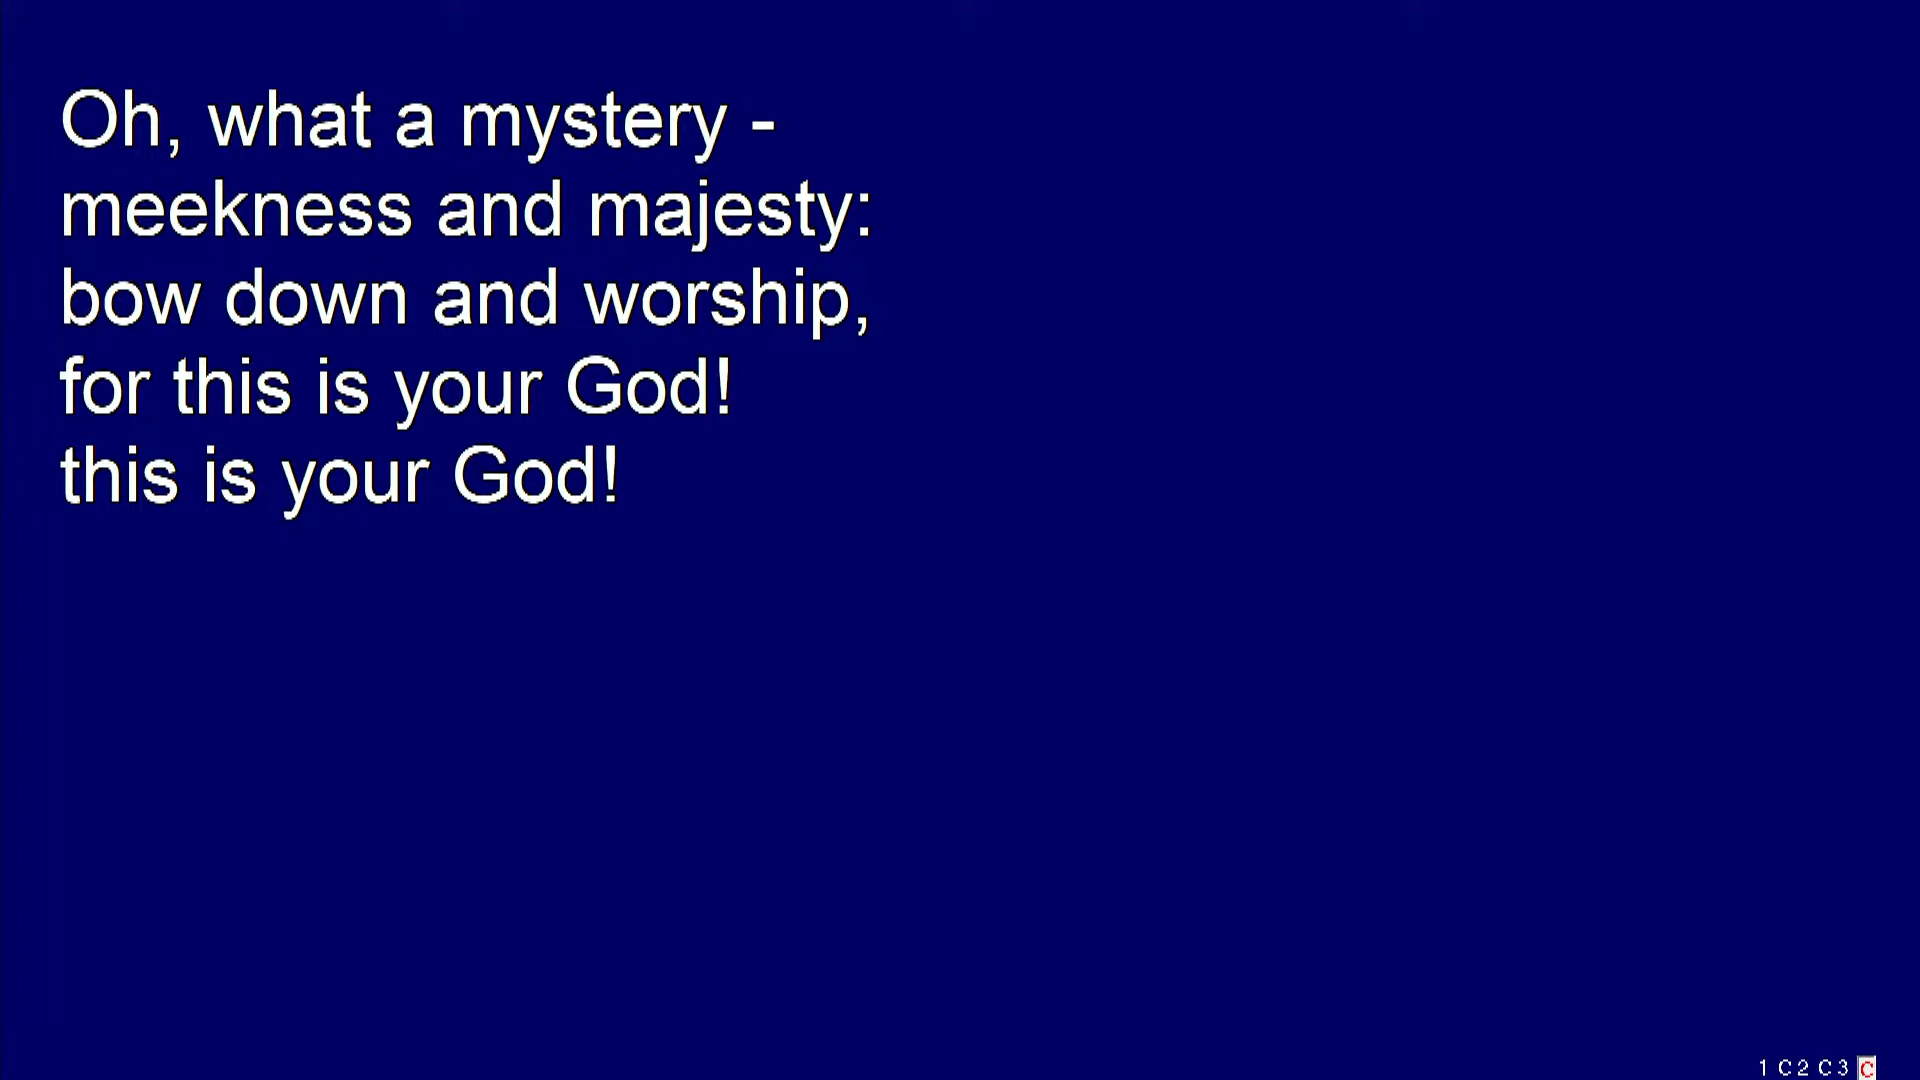 Oh, what a mystery -
meekness and majesty:
bow down and worship,
for this is your God!
this is your God!
1 C 2 C 3 C